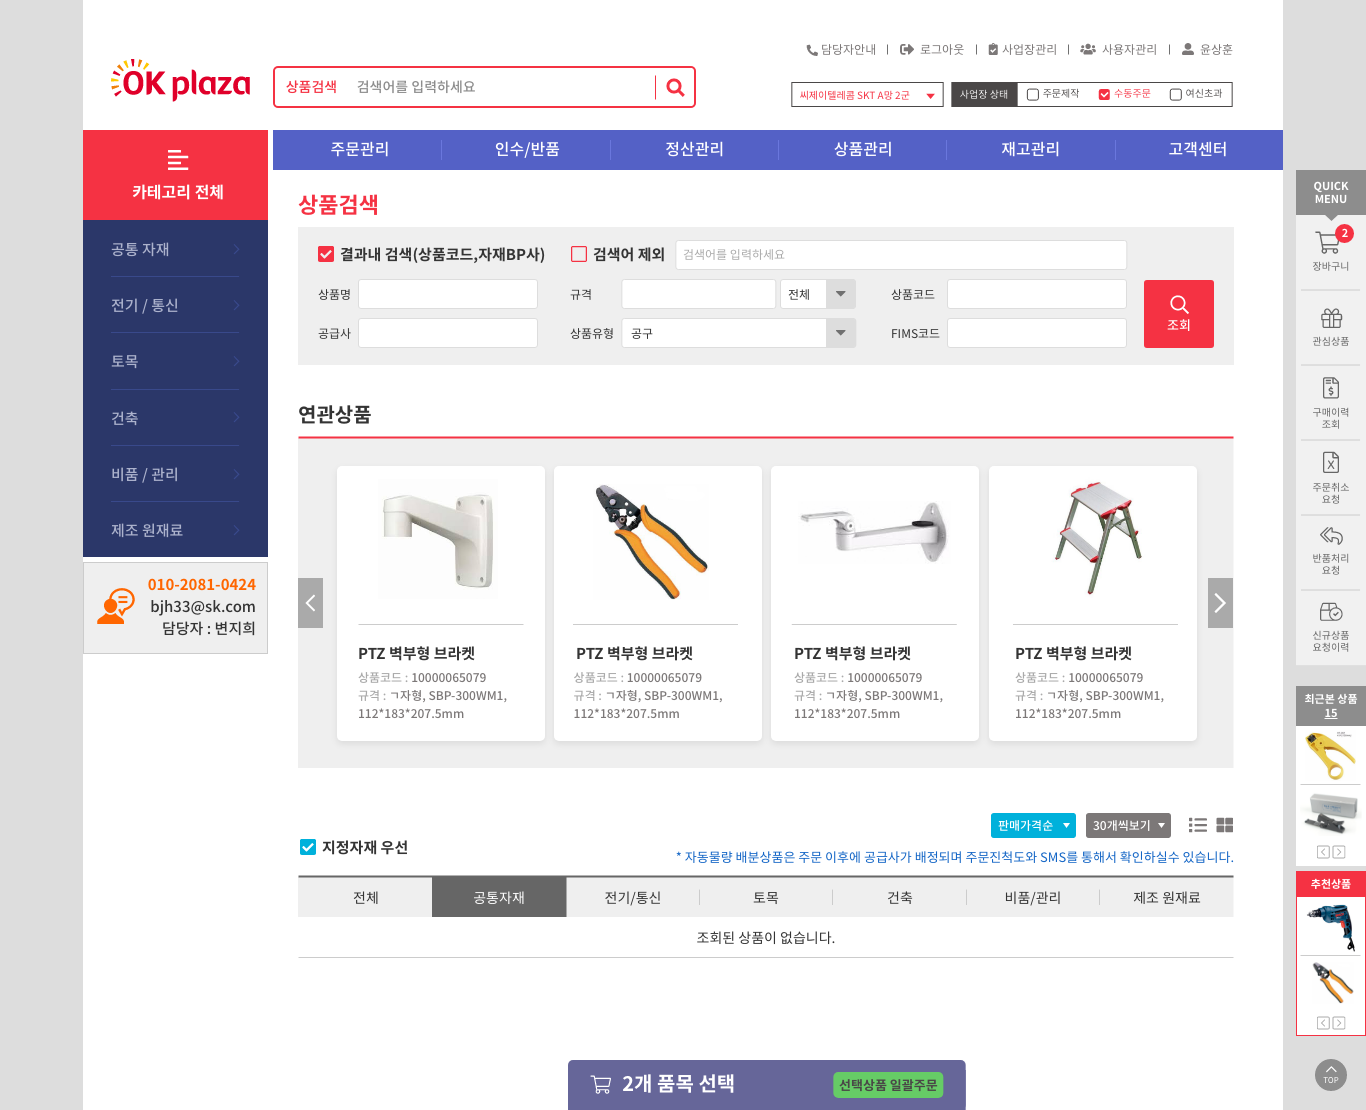 담당자안내 로그아웃 사업장관리 사용자관리 윤상훈
OK plaza
상품검색 검색어를 입력하세요
씨제이텔레콤 SKT A망 2군
사업장 상태 주문제작 수동주문 여신초과
카테고리 전체
주문관리 인수/반품 정산관리 상품관리 재고관리 고객센터
공통 자재
전기 / 통신
토목
건축
비품 / 관리
제조 원재료
010-2081-0424
bjh33@sk.com
담당자 : 변지희
상품검색
결과내 검색(상품코드,자재BP사) 검색어 제외 검색어를 입력하세요
상품명 규격 전체 상품코드
공급사 상품유형 공구 FIMS코드
조회
연관상품
PTZ 벽부형 브라켓
상품코드 : 10000065079
규격 : ㄱ자형, SBP-300WM1,
112*183*207.5mm
PTZ 벽부형 브라켓
상품코드 : 10000065079
규격 : ㄱ자형, SBP-300WM1,
112*183*207.5mm
PTZ 벽부형 브라켓
상품코드 : 10000065079
규격 : ㄱ자형, SBP-300WM1,
112*183*207.5mm
PTZ 벽부형 브라켓
상품코드 : 10000065079
규격 : ㄱ자형, SBP-300WM1,
112*183*207.5mm
판매가격순 30개씩보기
지정자재 우선
* 자동물량 배분상품은 주문 이후에 공급사가 배정되며 주문진척도와 SMS를 통해서 확인하실수 있습니다.
전체 공통자재 전기/통신 토목 건축 비품/관리 제조 원재료
조회된 상품이 없습니다.
2개 품목 선택 선택상품 일괄주문
QUICK
MENU
2
장바구니
관심상품
구매이력
조회
주문취소
요청
반품처리
요청
신규상품
요청이력
최근본 상품
15
추천상품
TOP